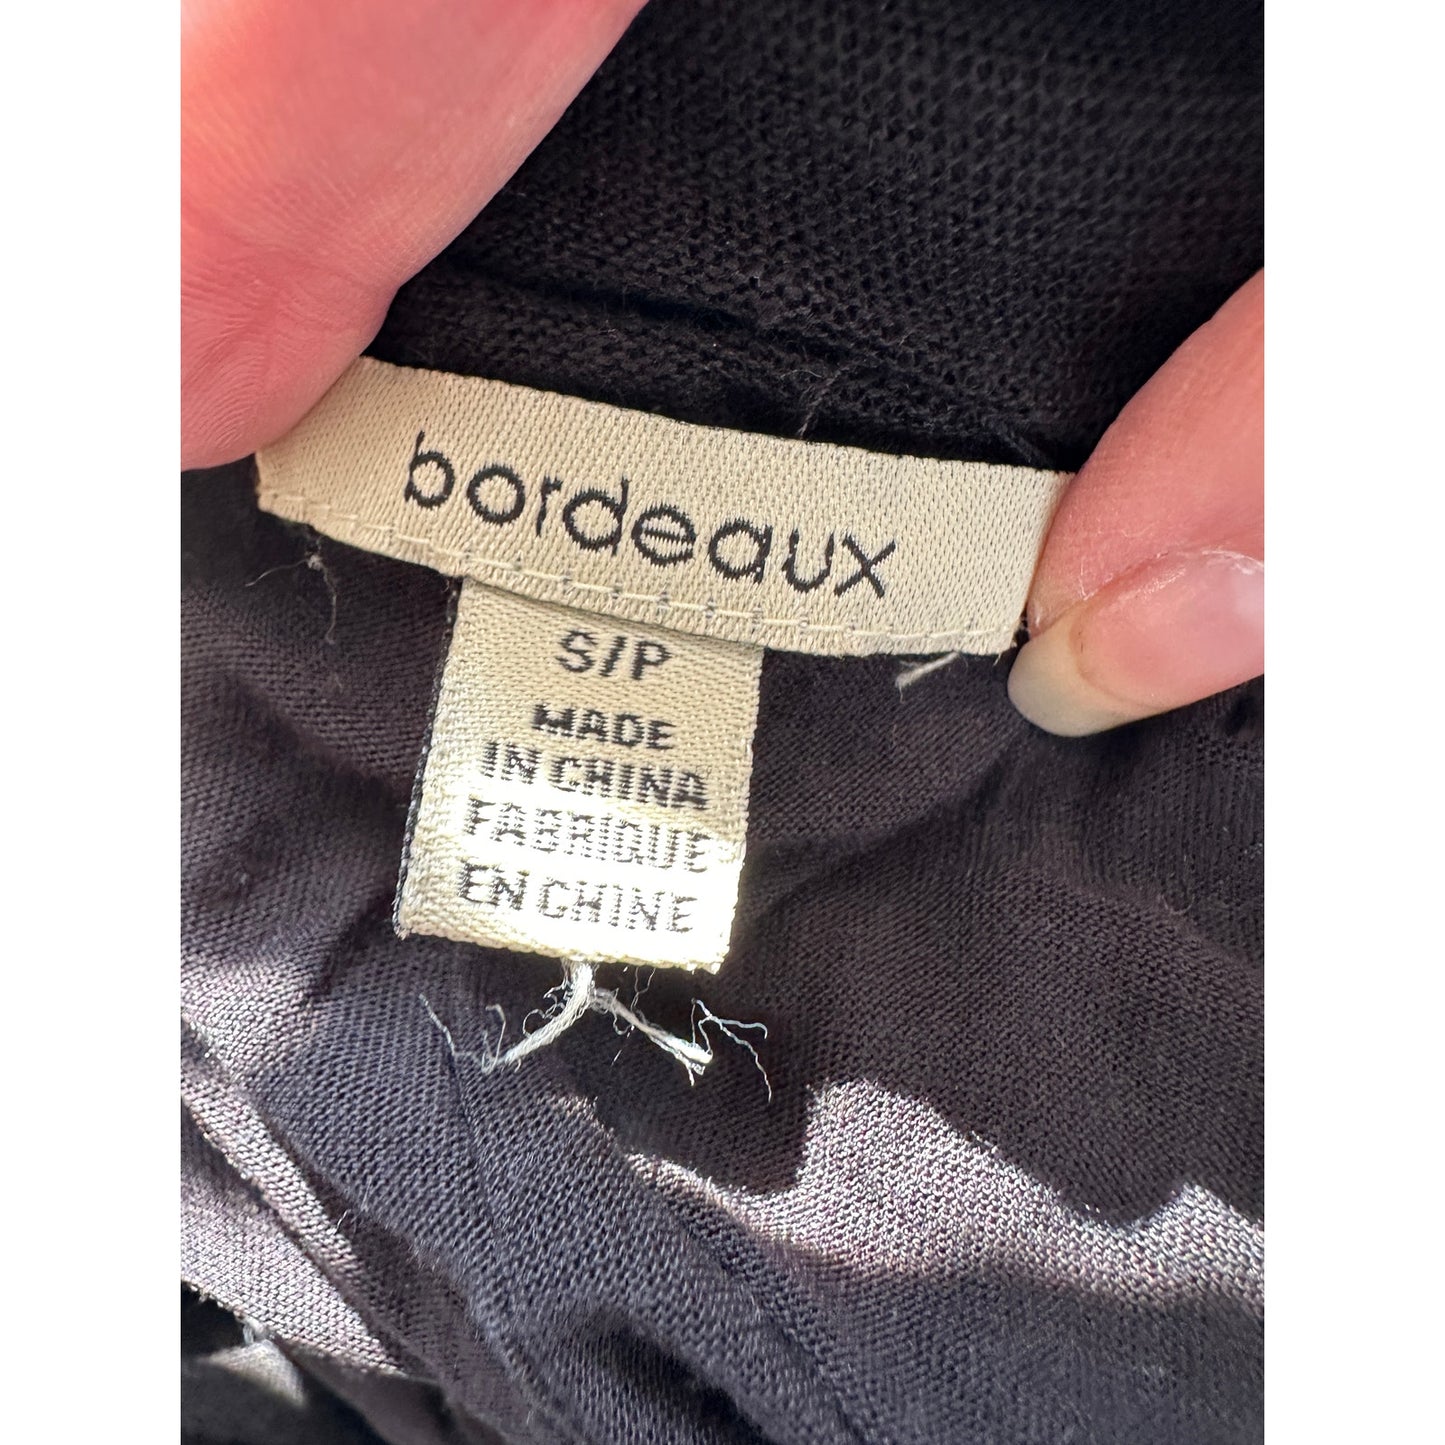 bordeaux
S/P
MADE
IN CHINA
FABRIQUE
EN CHINE